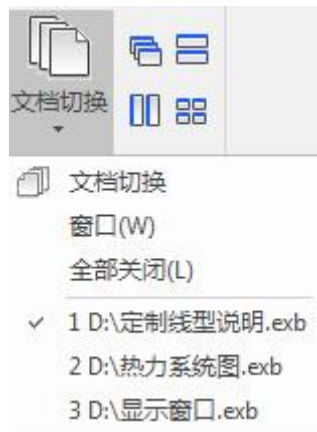 文档切换
文档切换
窗口(W)
全部关闭(L)
1 D:\定制线型说明.exb
2 D:\热力系统图.exb
3 D:\显示窗口.exb